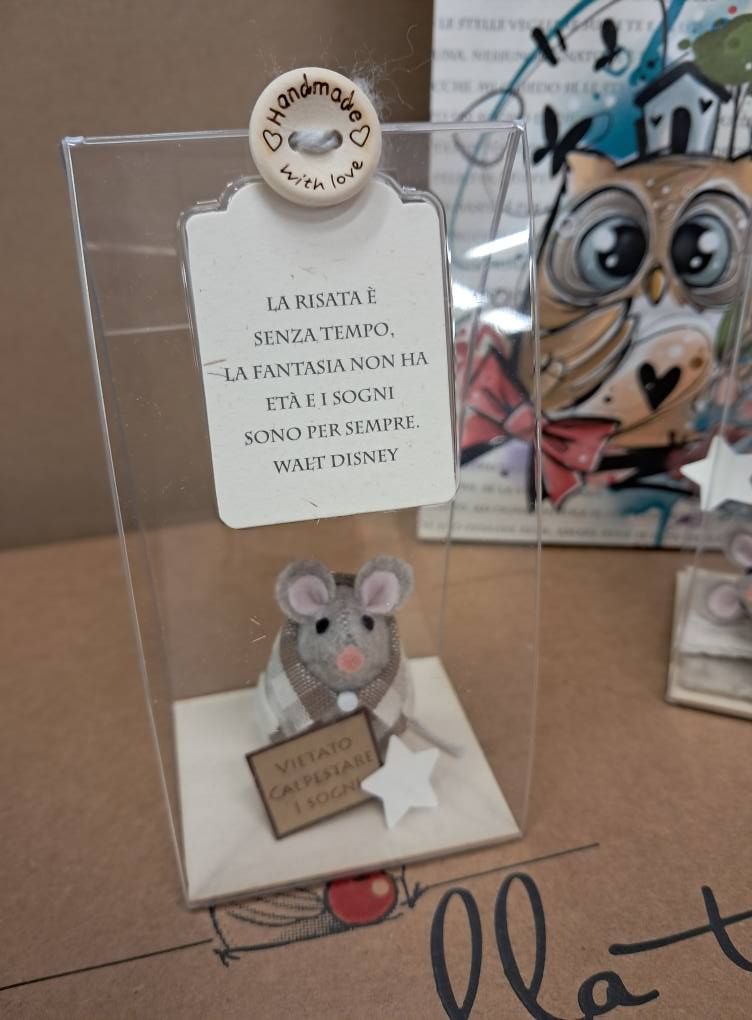 Handmade
with love
LA RISATA È
SENZA TEMPO,
LA FANTASIA NON HA
ETÀ E I SOGNI
SONO PER SEMPRE.
WALT DISNEY
VIETATO
CALPESTARE
I SOGNI
lla t